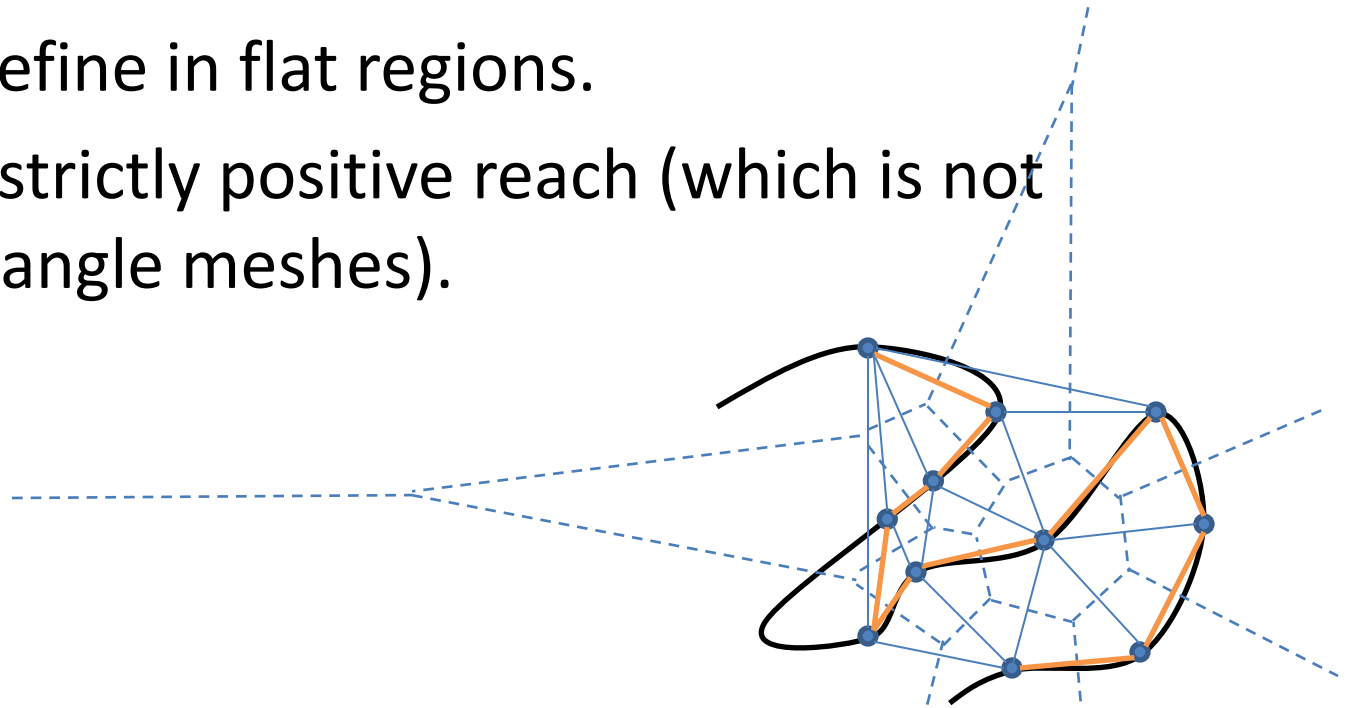 efine in flat regions.
strictly positive reach (which is not
angle meshes).